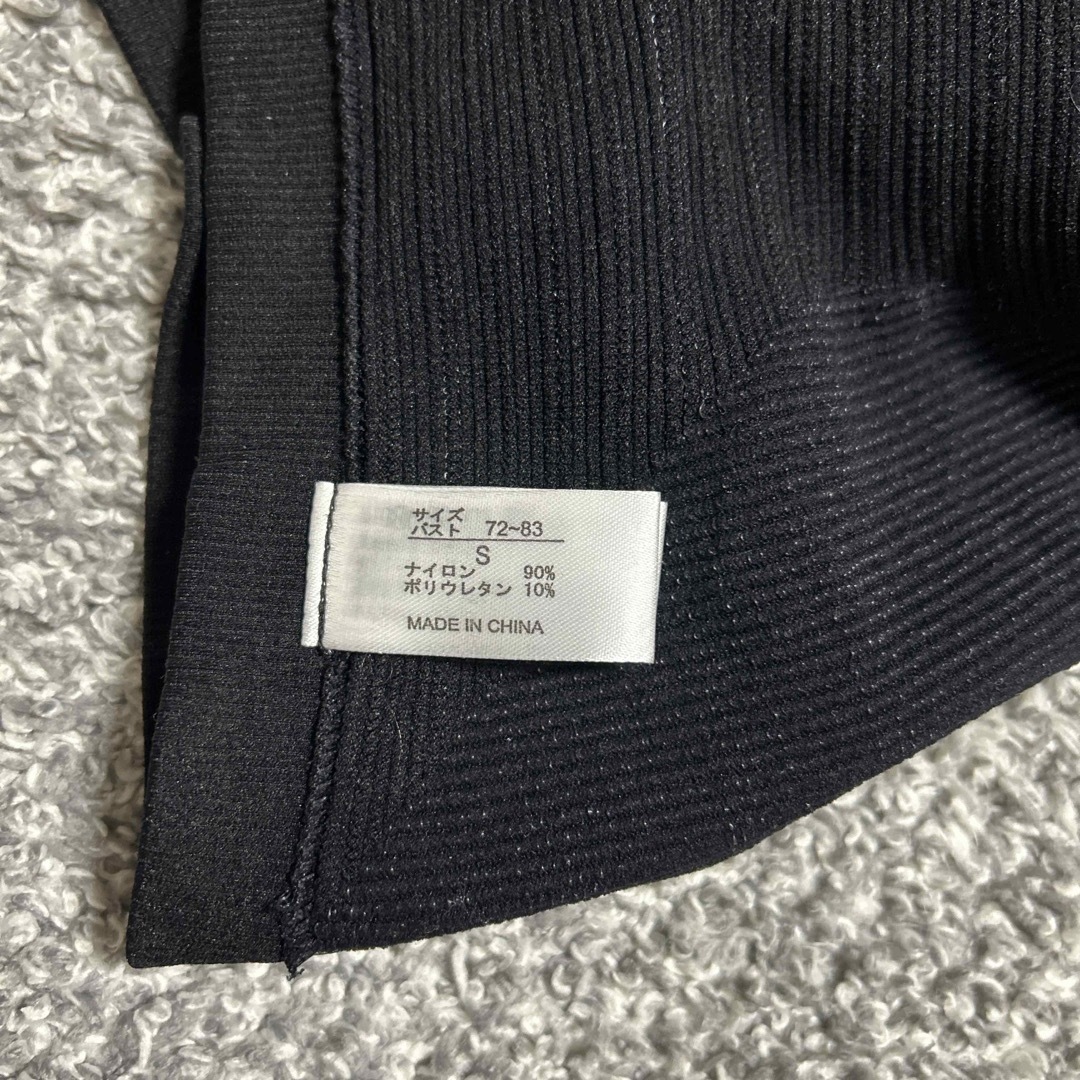 サイズ
バスト 72~83
S
ナイロン 90%
ポリウレタン 10%
MADE IN CHINA